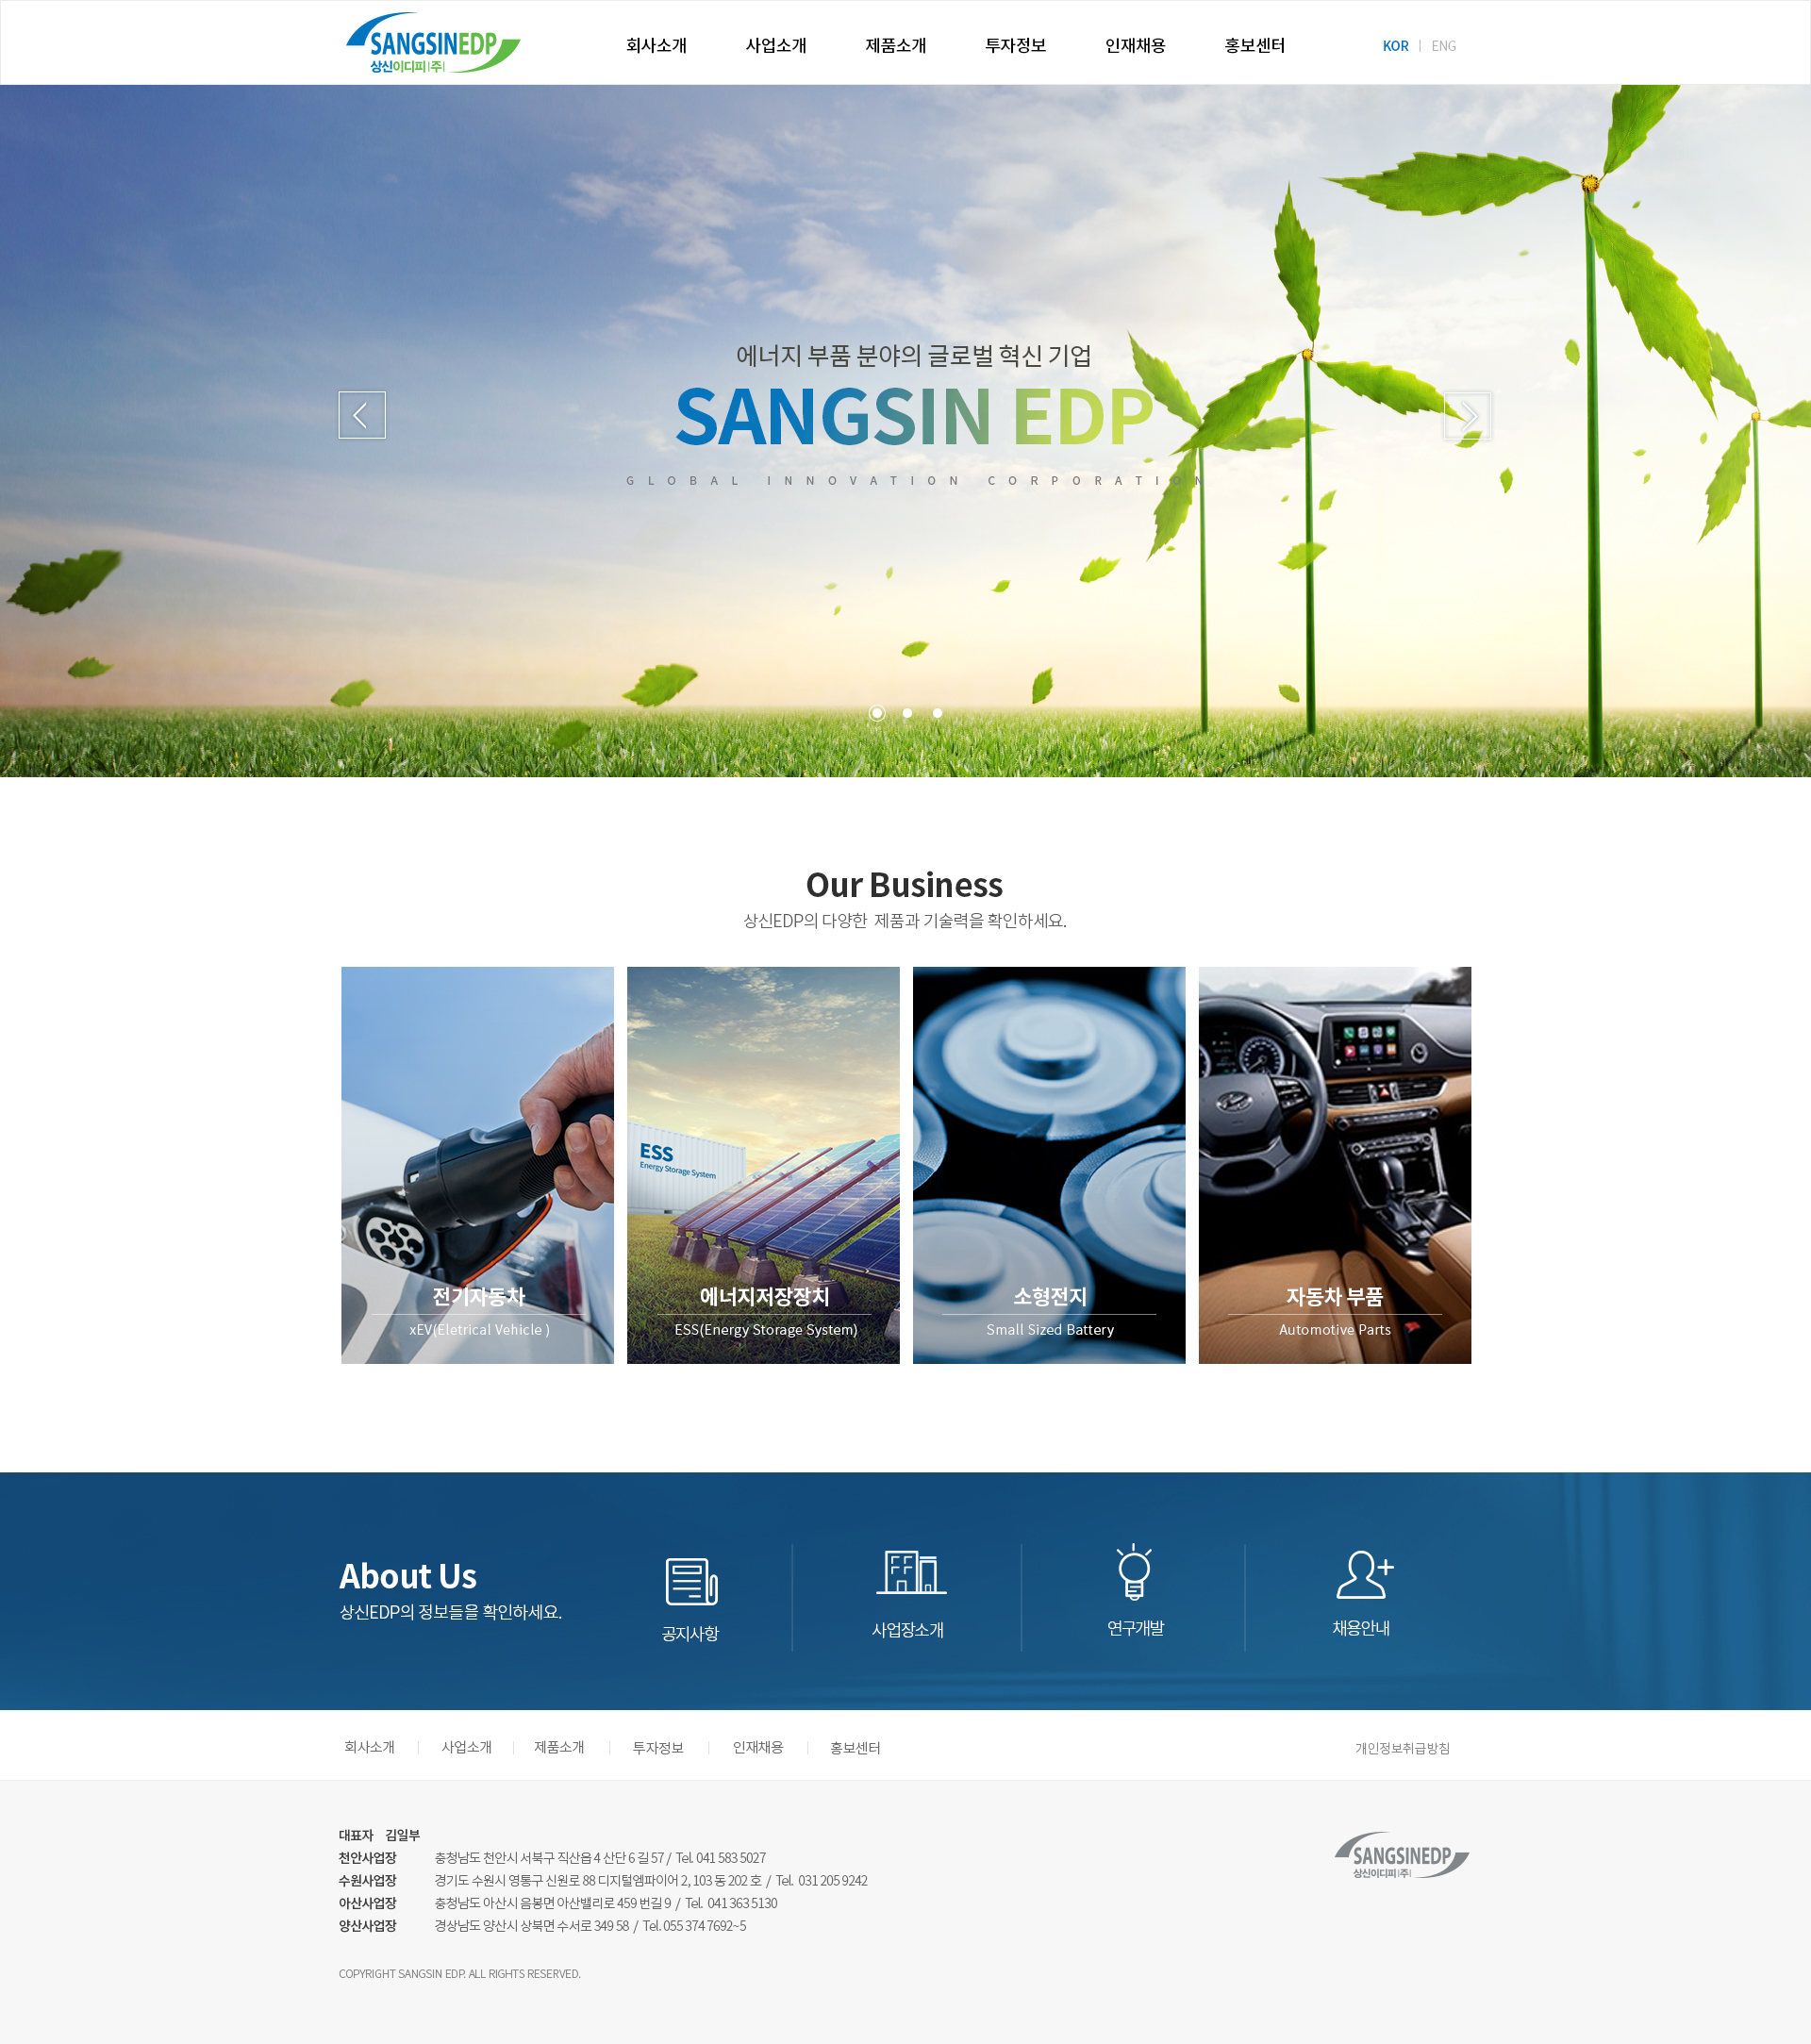 SANGSINEDP
상신이디피|주|
회사소개 사업소개 제품소개 투자정보 인재채용 홍보센터
KOR | ENG
에너지 부품 분야의 글로벌 혁신 기업
SANGSIN EDP
GLOBAL INNOVATION CORPORATION
Our Business
상신EDP의 다양한 제품과 기술력을 확인하세요.
ESS
Energy Storage System
전기자동차
xEV(Eletrical Vehicle )
에너지저장장치
ESS(Energy Storage System)
소형전지
Small Sized Battery
자동차 부품
Automotive Parts
About Us
상신EDP의 정보들을 확인하세요.
공지사항
사업장소개
연구개발
채용안내
회사소개 | 사업소개 | 제품소개 | 투자정보 | 인재채용 | 홍보센터
개인정보취급방침
대표자 김일부
천안사업장 충청남도 천안시 서북구 직산읍 4 산단 6 길 57 / Tel. 041 583 5027
수원사업장 경기도 수원시 영통구 신원로 88 디지털엠파이어 2, 103 동 202 호 / Tel. 031 205 9242
아산사업장 충청남도 아산시 음봉면 아산밸리로 459 번길 9 / Tel. 041 363 5130
양산사업장 경상남도 양산시 상북면 수서로 349 58 / Tel. 055 374 7692~5
SANGSINEDP
상신이디피|주|
COPYRIGHT SANGSIN EDP. ALL RIGHTS RESERVED.